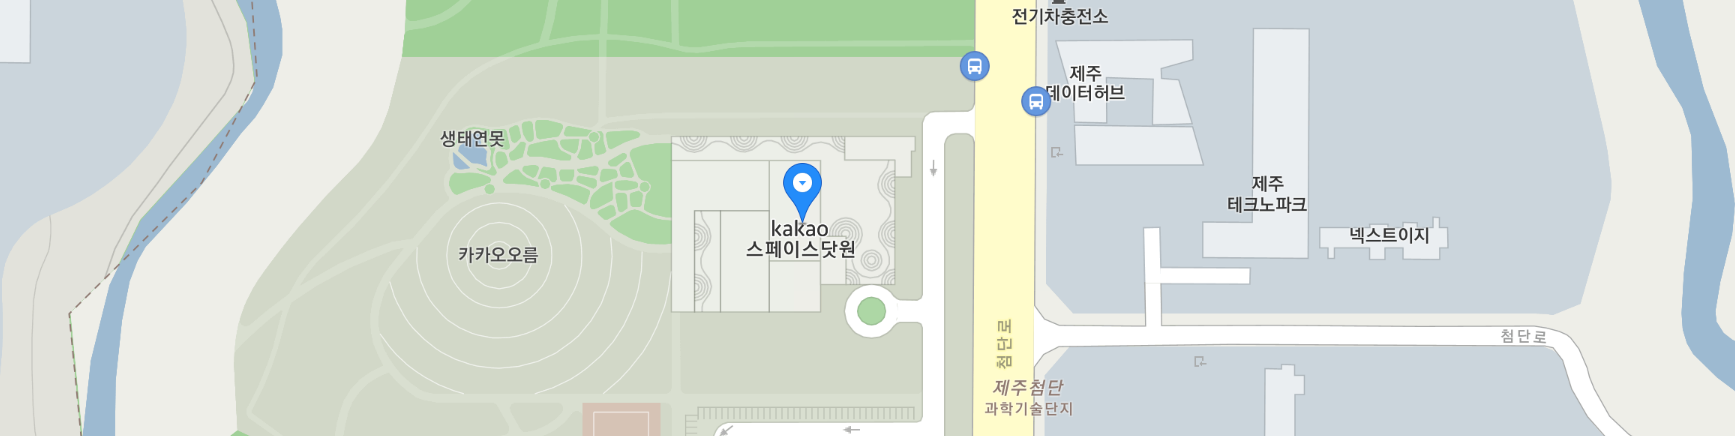 전기차충전소
제주
데이터허브
생태연못
제주
테크노파크
kakao
스페이스닷원
넥스트이지
카카오오름
첨단로
첨단로
제주첨단
과학기술단지